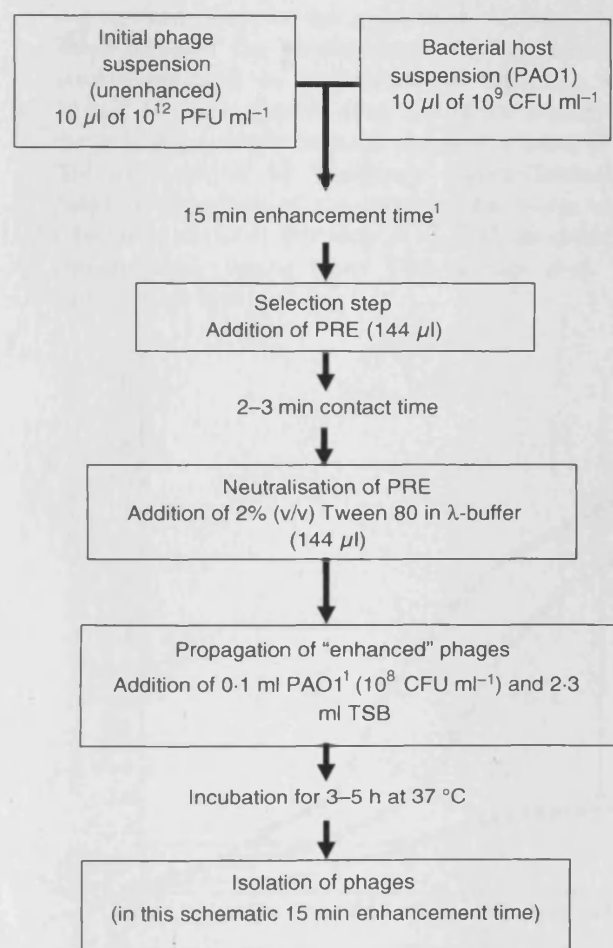 Initial phage
suspension
(unenhanced)
10 µl of 10¹² PFU ml⁻¹
Bacterial host
suspension (PAO1)
10 µl of 10⁹ CFU ml⁻¹
15 min enhancement time¹
Selection step
Addition of PRE (144 µl)
2–3 min contact time
Neutralisation of PRE
Addition of 2% (v/v) Tween 80 in λ-buffer
(144 µl)
Propagation of "enhanced" phages
Addition of 0·1 ml PAO1¹ (10⁸ CFU ml⁻¹) and 2·3
ml TSB
Incubation for 3–5 h at 37 °C
Isolation of phages
(in this schematic 15 min enhancement time)